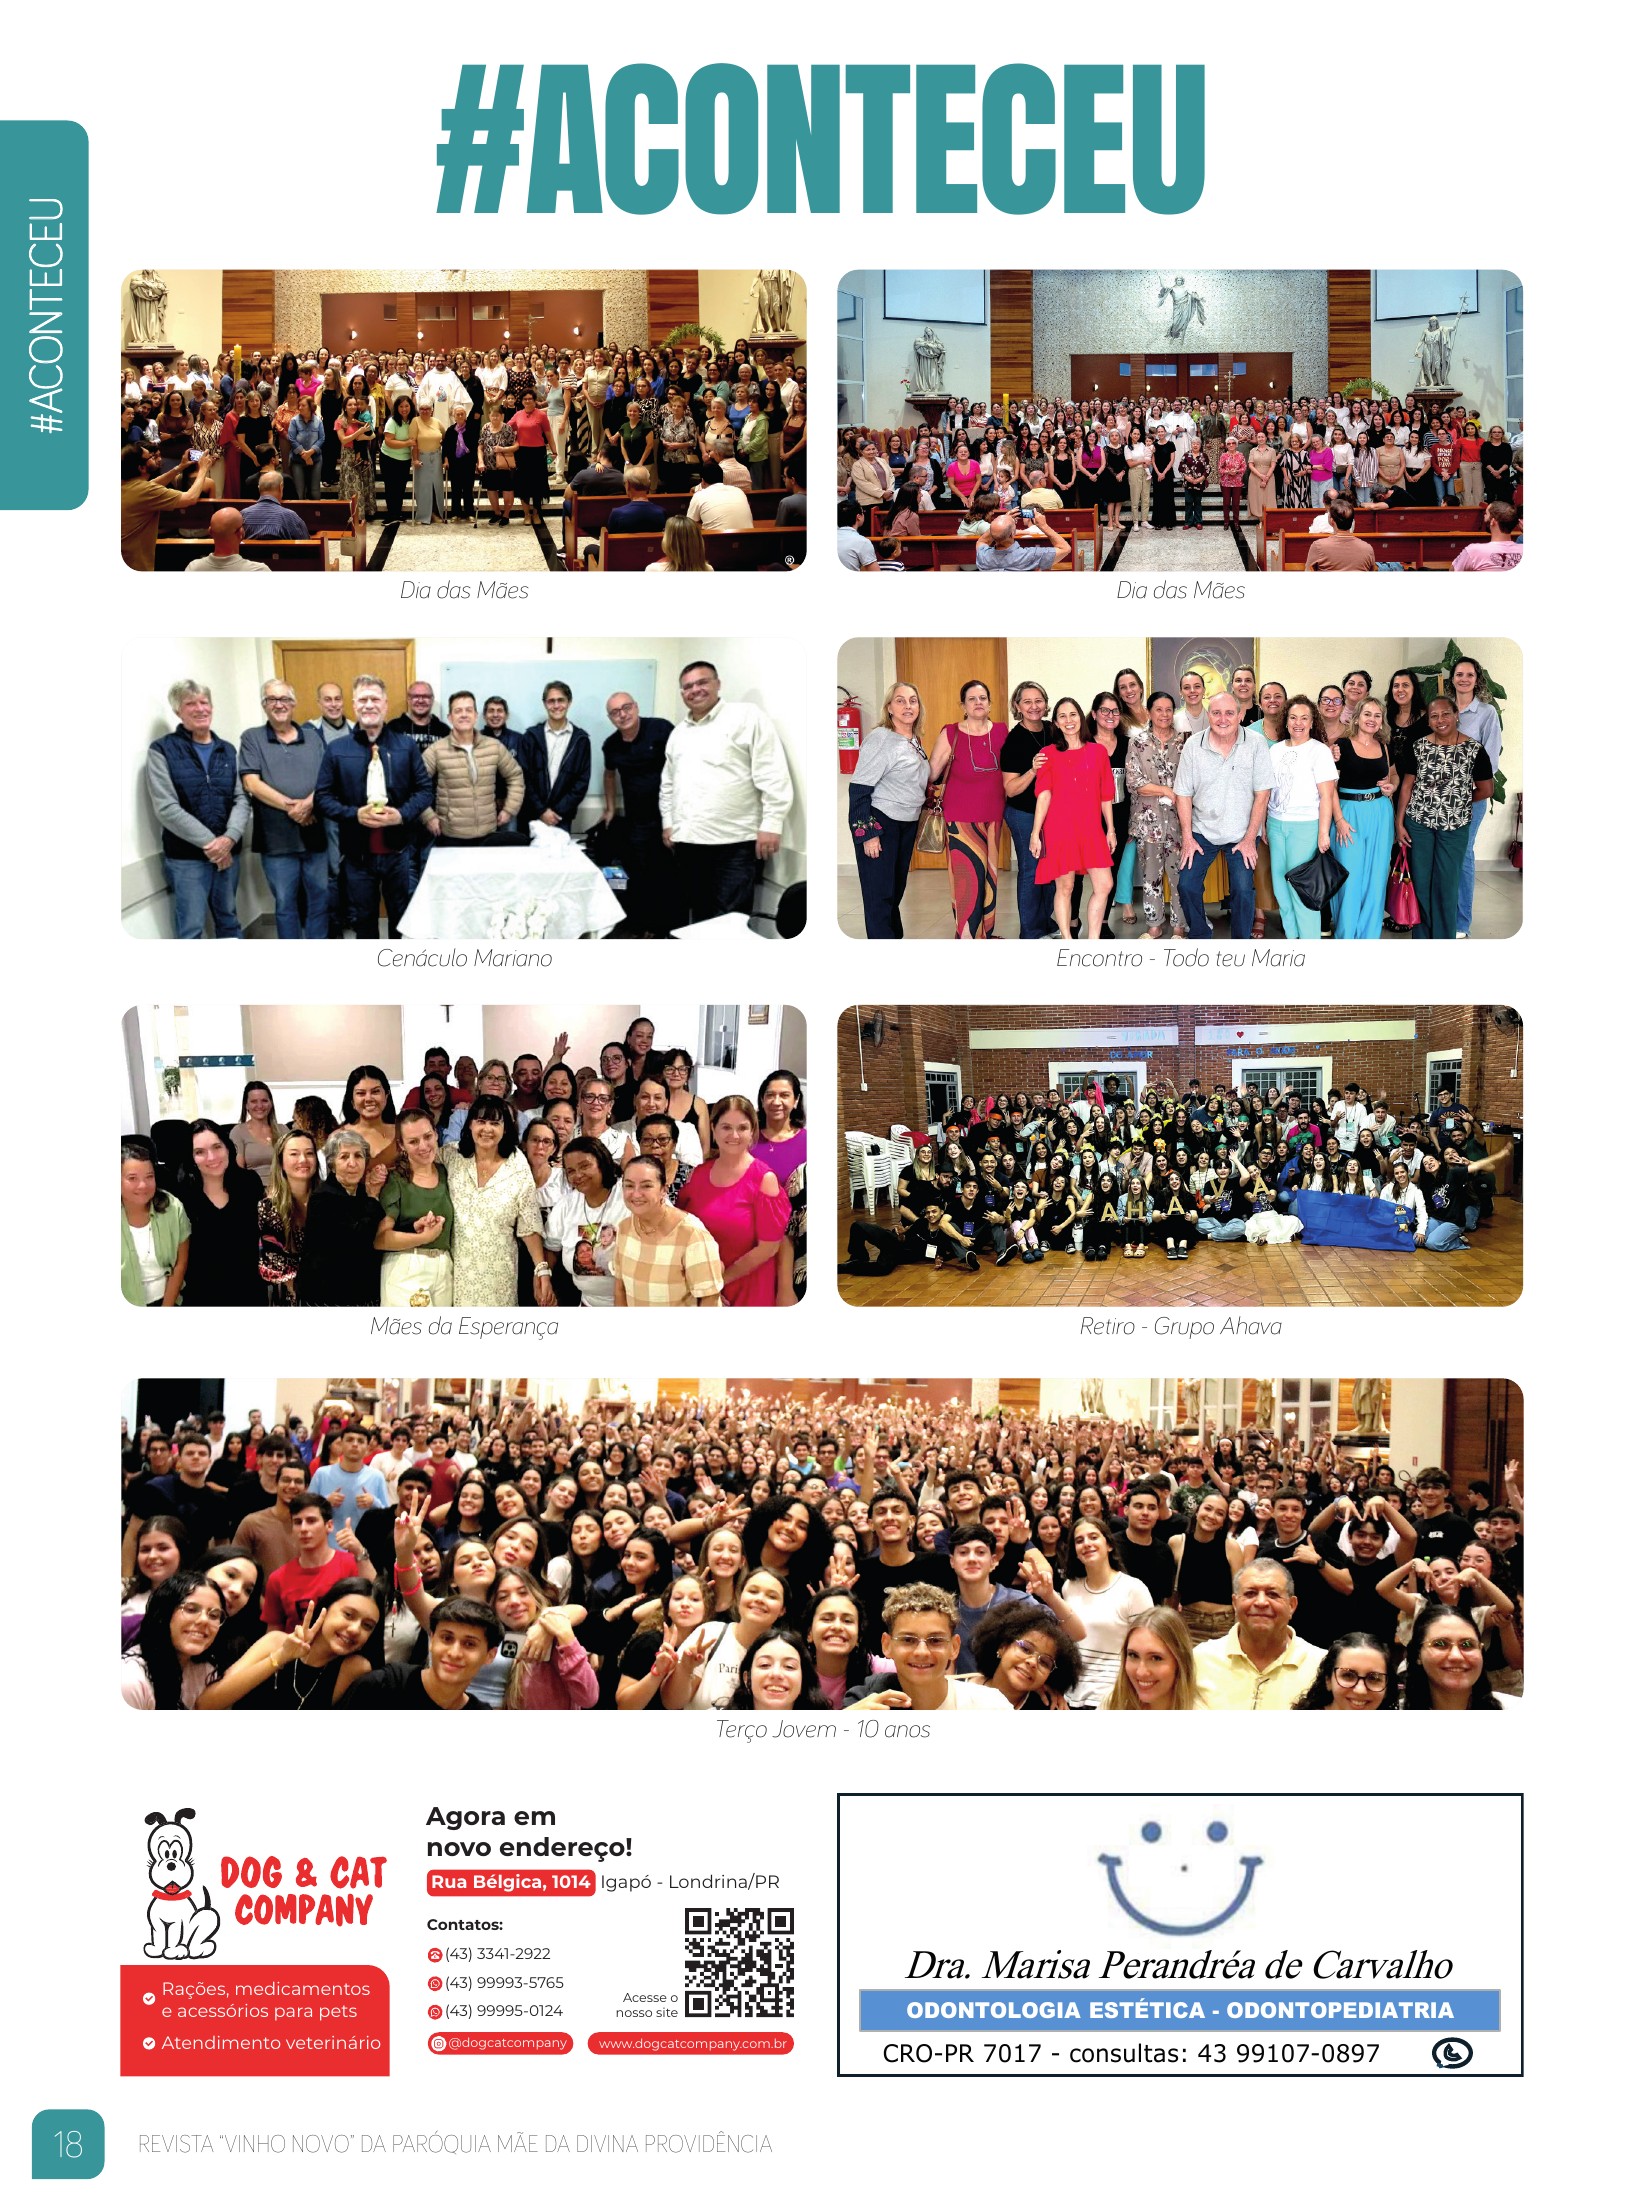 #ACONTECEU
#ACONTECEU
Dia das Mães
Dia das Mães
Cenáculo Mariano
Encontro - Todo teu Maria
Mães da Esperança
AHAVA
Retiro - Grupo Ahava
Terço Jovem - 10 anos
DOG & CAT
COMPANY
Rações, medicamentos
e acessórios para pets
Atendimento veterinário
Agora em
novo endereço!
Rua Bélgica, 1014 Igapó - Londrina/PR
Contatos:
(43) 3341-2922
(43) 99993-5765
(43) 99995-0124
Acesse o
nosso site
@dogcatcompany
www.dogcatcompany.com.br
Dra. Marisa Perandréa de Carvalho
ODONTOLOGIA ESTÉTICA - ODONTOPEDIATRIA
CRO-PR 7017 - consultas: 43 99107-0897
18
REVISTA "VINHO NOVO" DA PARÓQUIA MÃE DA DIVINA PROVIDÊNCIA